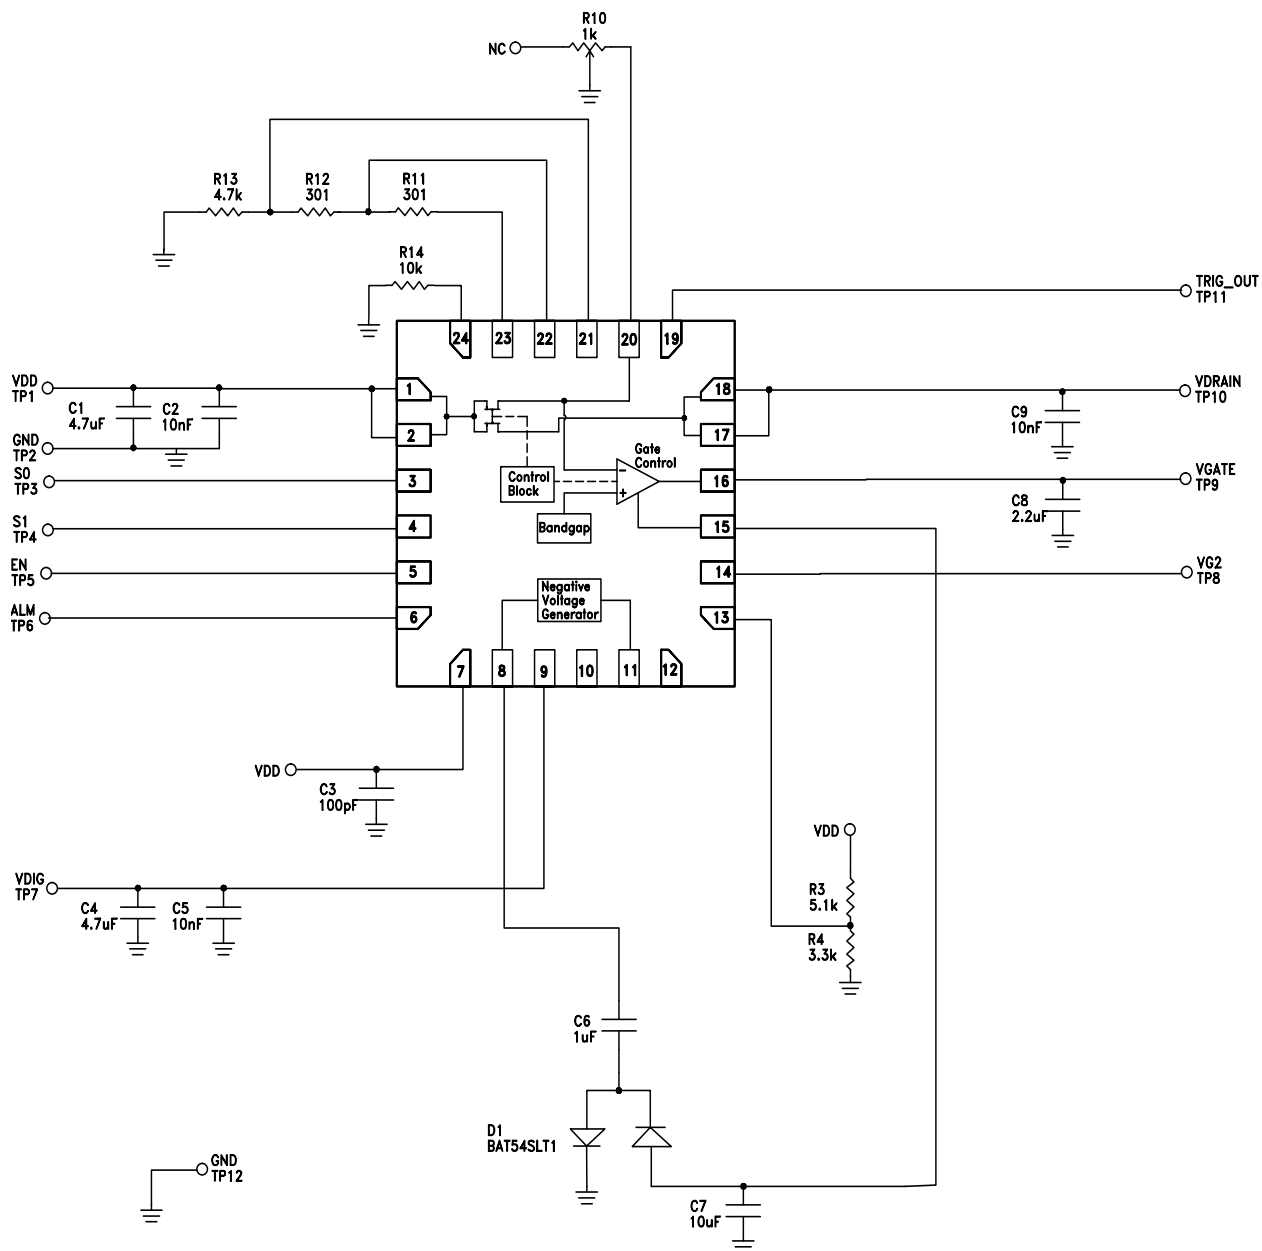 R10
1k
NC
R13
4.7k
R12
301
R11
301
R14
10k
TRIG_OUT
TP11
24
23
22
21
20
19
VDD
TP1
C1
4.7uF
C2
10nF
GND
TP2
S0
TP3
S1
TP4
EN
TP5
ALM
TP6
1
2
3
4
5
6
Gate
Control
-
+
Control
Block
Bandgap
Negative
Voltage
Generator
18
17
16
15
14
13
VDRAIN
TP10
C9
10nF
VGATE
TP9
C8
2.2uF
VG2
TP8
7
8
9
10
11
12
VDD
C3
100pF
VDD
R3
5.1k
R4
3.3k
VDIG
TP7
C4
4.7uF
C5
10nF
C6
1uF
D1
BAT54SLT1
GND
TP12
C7
10uF